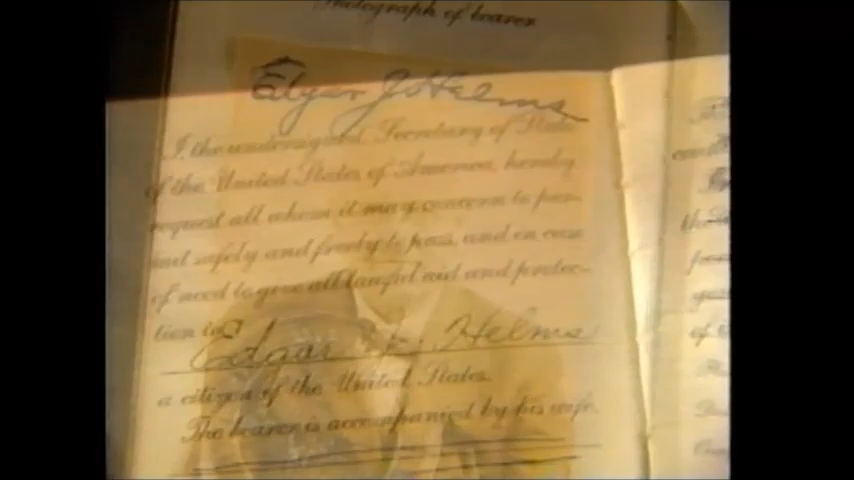 Photograph of bearer
Edgar J. Helms
I, the undersigned, Secretary of State
of the United States of America, hereby
request all whom it may concern to per-
mit safely and freely to pass, and in case
of need to give all lawful aid and protec-
tion to
Edgar J. Helms
a citizen of the United States.
The bearer is accompanied by his wife,